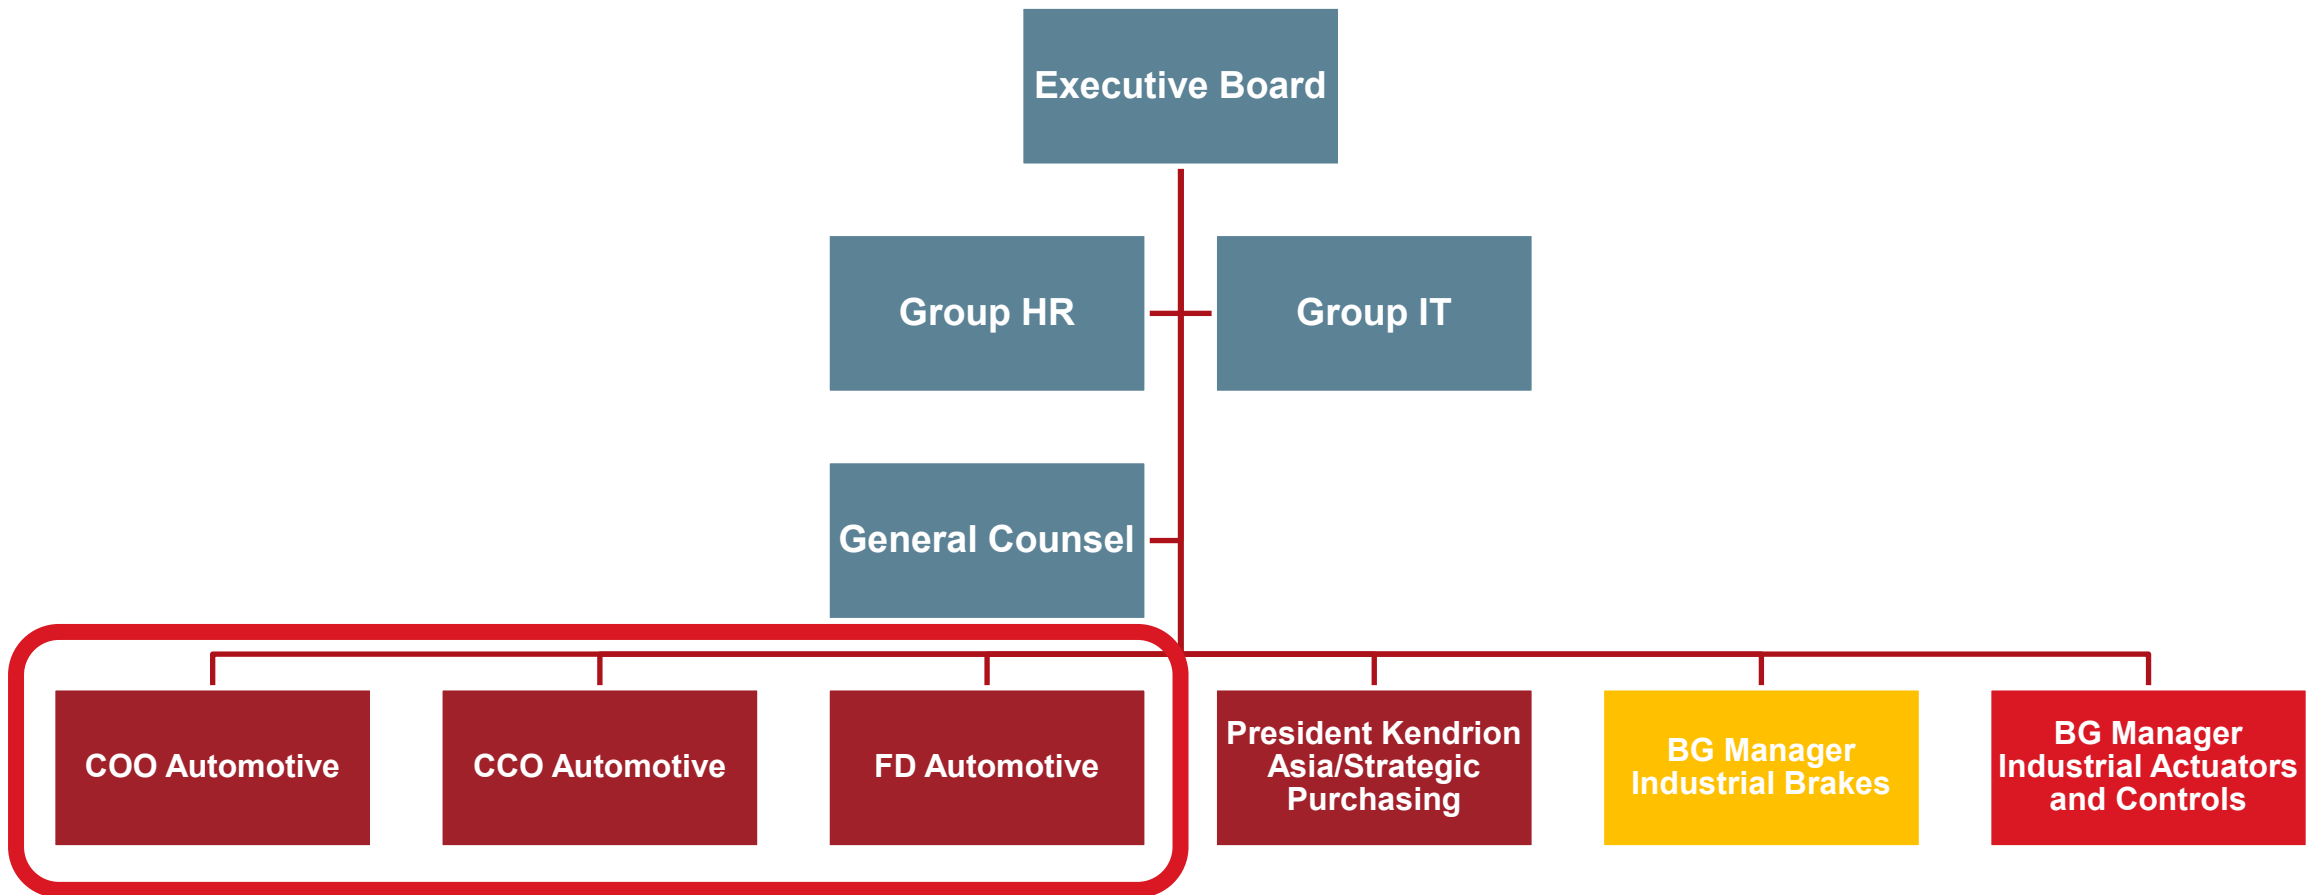 Executive Board
Group HR
Group IT
General Counsel
COO Automotive
CCO Automotive
FD Automotive
President Kendrion
Asia/Strategic
Purchasing
BG Manager
Industrial Brakes
BG Manager
Industrial Actuators
and Controls